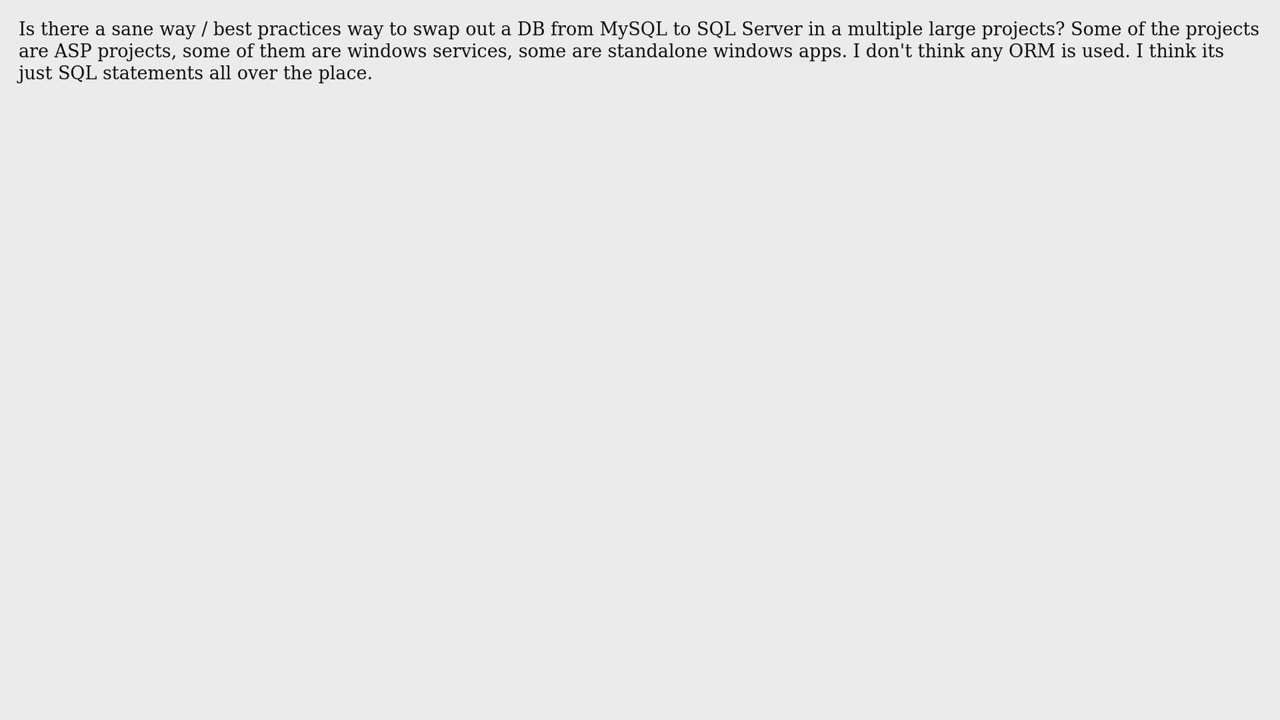 Is there a sane way / best practices way to swap out a DB from MySQL to SQL Server in a multiple large projects? Some of the projects
are ASP projects, some of them are windows services, some are standalone windows apps. I don't think any ORM is used. I think its
just SQL statements all over the place.